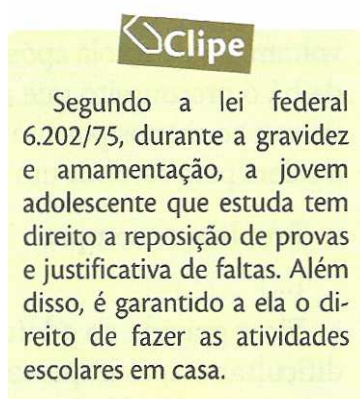 Clipe
Segundo a lei federal
6.202/75, durante a gravidez
e amamentação, a jovem
adolescente que estuda tem
direito a reposição de provas
e justificativa de faltas. Além
disso, é garantido a ela o di-
reito de fazer as atividades
escolares em casa.